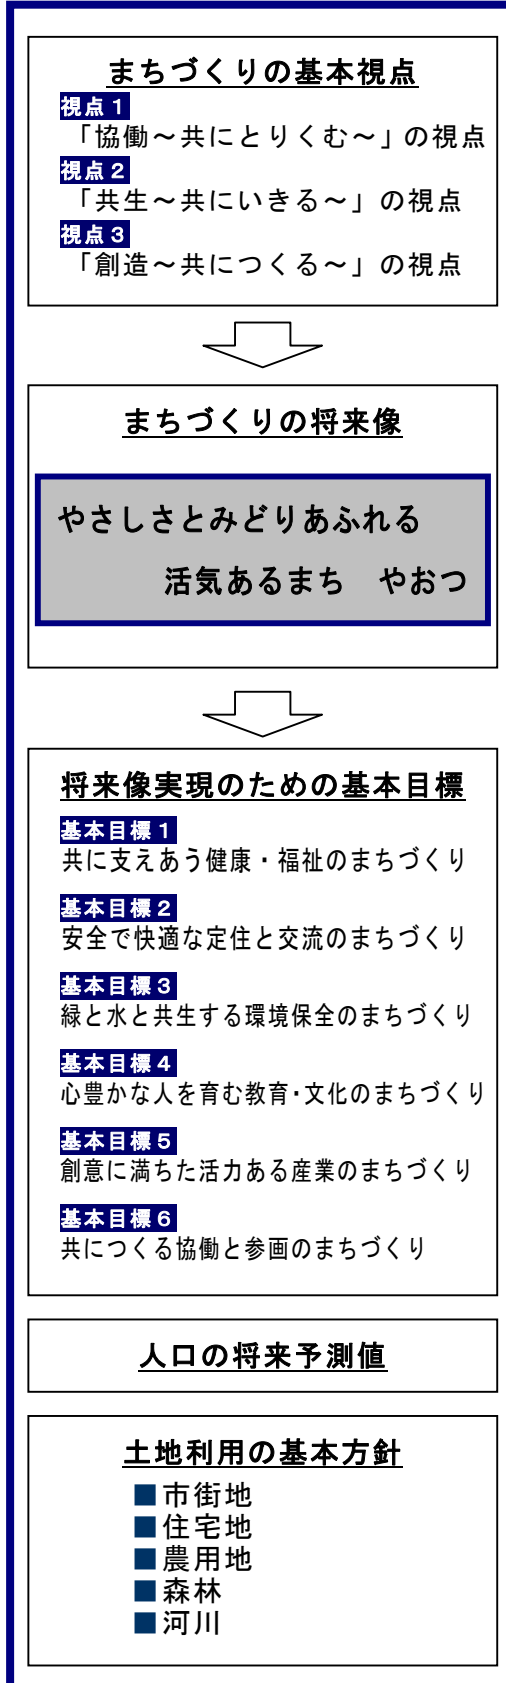 まちづくりの基本視点
視点１
「協働～共にとりくむ～」の視点
視点２
「共生～共にいきる～」の視点
視点３
「創造～共につくる～」の視点
まちづくりの将来像
やさしさとみどりあふれる
活気あるまち　やおつ
将来像実現のための基本目標
基本目標１
共に支えあう健康・福祉のまちづくり
基本目標２
安全で快適な定住と交流のまちづくり
基本目標３
緑と水と共生する環境保全のまちづくり
基本目標４
心豊かな人を育む教育・文化のまちづくり
基本目標５
創意に満ちた活力ある産業のまちづくり
基本目標６
共につくる協働と参画のまちづくり
人口の将来予測値
土地利用の基本方針
■市街地
■住宅地
■農用地
■森林
■河川